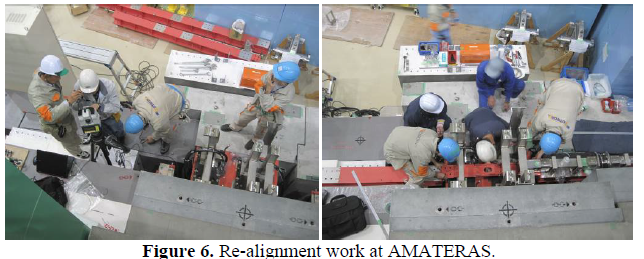 Figure 6. Re-alignment work at AMATERAS.